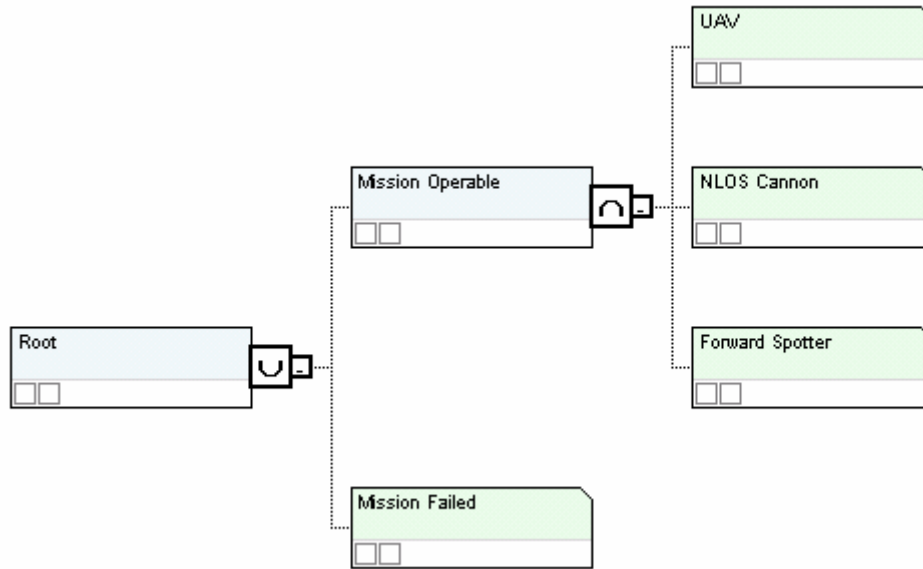 UAV
Mission Operable
NLOS Cannon
Root
Forward Spotter
Mission Failed